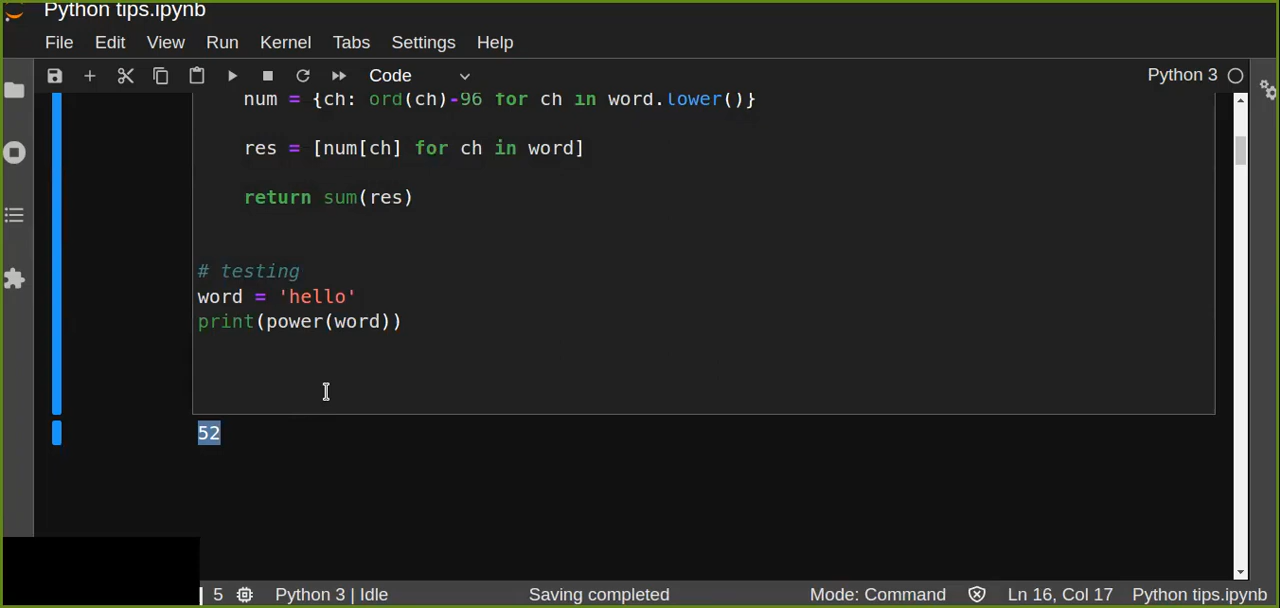 Python tips.ipynb
File Edit View Run Kernel Tabs Settings Help
Code Python 3
num = {ch: ord(ch)-96 for ch in word.lower()}
res = [num[ch] for ch in word]
return sum(res)
# testing
word = 'hello'
print(power(word))
52
5 Python 3 | Idle Saving completed Mode: Command Ln 16, Col 17 Python tips.ipynb